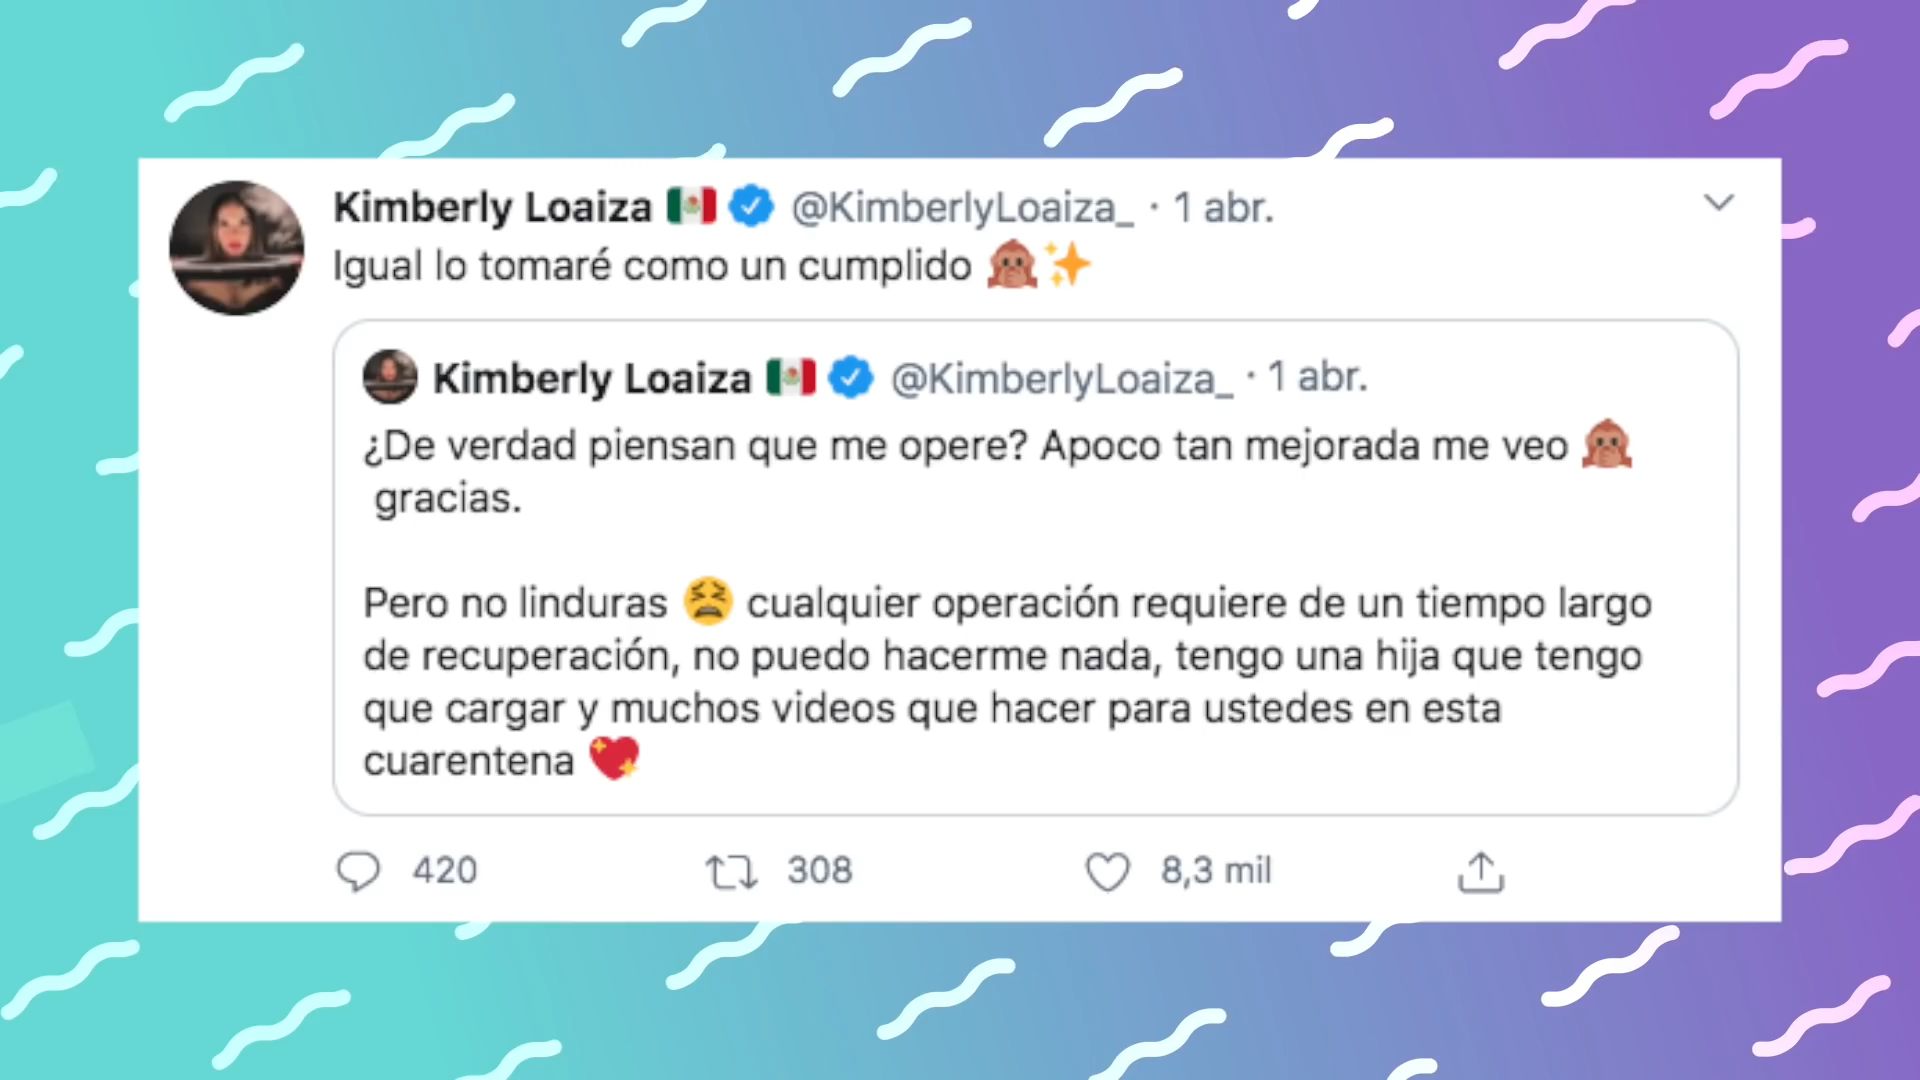 Kimberly Loaiza 🇲🇽 @KimberlyLoaiza_ · 1 abr.
Igual lo tomaré como un cumplido 🙊✨
Kimberly Loaiza 🇲🇽 @KimberlyLoaiza_ · 1 abr.
¿De verdad piensan que me opere? Apoco tan mejorada me veo 🙊
gracias.
Pero no linduras 😫 cualquier operación requiere de un tiempo largo
de recuperación, no puedo hacerme nada, tengo una hija que tengo
que cargar y muchos videos que hacer para ustedes en esta
cuarentena 💖
420 308 8,3 mil